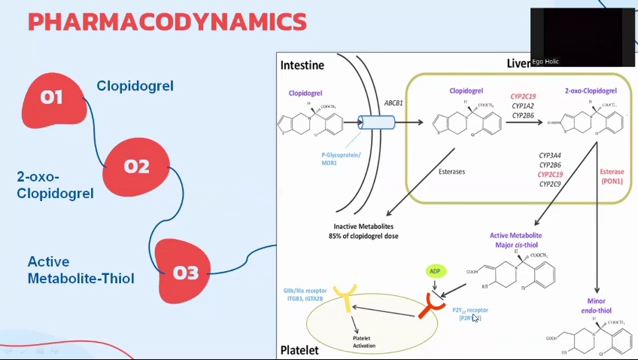 PHARMACODYNAMICS
01
Clopidogrel
02
2-oxo-
Clopidogrel
Active
Metabolite-Thiol
03
Ego Holic
Intestine
Liver
Clopidogrel
ABCB1
P-Glycoprotein/
MDR1
Clopidogrel
CYP2C19
CYP1A2
CYP2B6
2-oxo-Clopidogrel
Esterases
CYP3A4
CYP2B6
CYP2C19
CYP2C9
Esterase
(PON1)
Inactive Metabolites
85% of clopidogrel dose
Active Metabolite
Major cis-thiol
Minor
endo-thiol
ADP
GIIb/IIIa receptor
ITGB3, IGTA2B
P2Y12 receptor
Platelet
Activation
Platelet